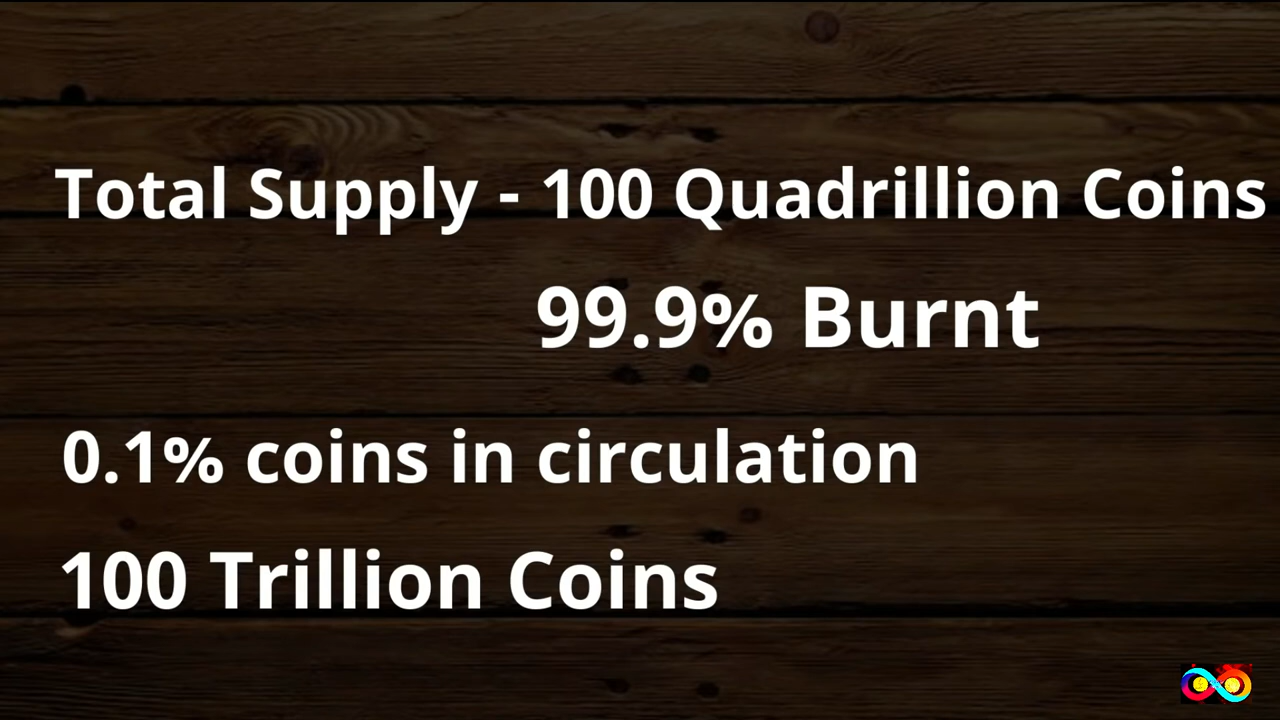 Total Supply - 100 Quadrillion Coins
99.9% Burnt
0.1% coins in circulation
100 Trillion Coins